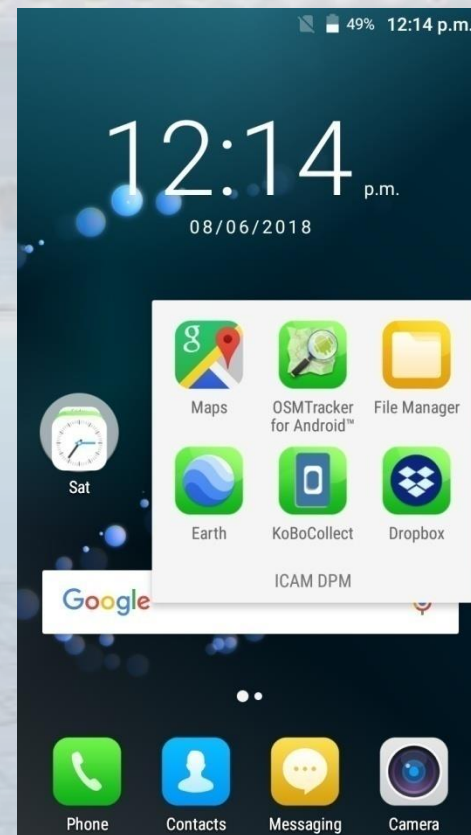 49% 12:14 p.m.
12:14 p.m.
08/06/2018
g
Maps
OSMTracker for Android™
File Manager
Sat
Earth
KoBoCollect
Dropbox
ICAM DPM
Google
Phone
Contacts
Messaging
Camera